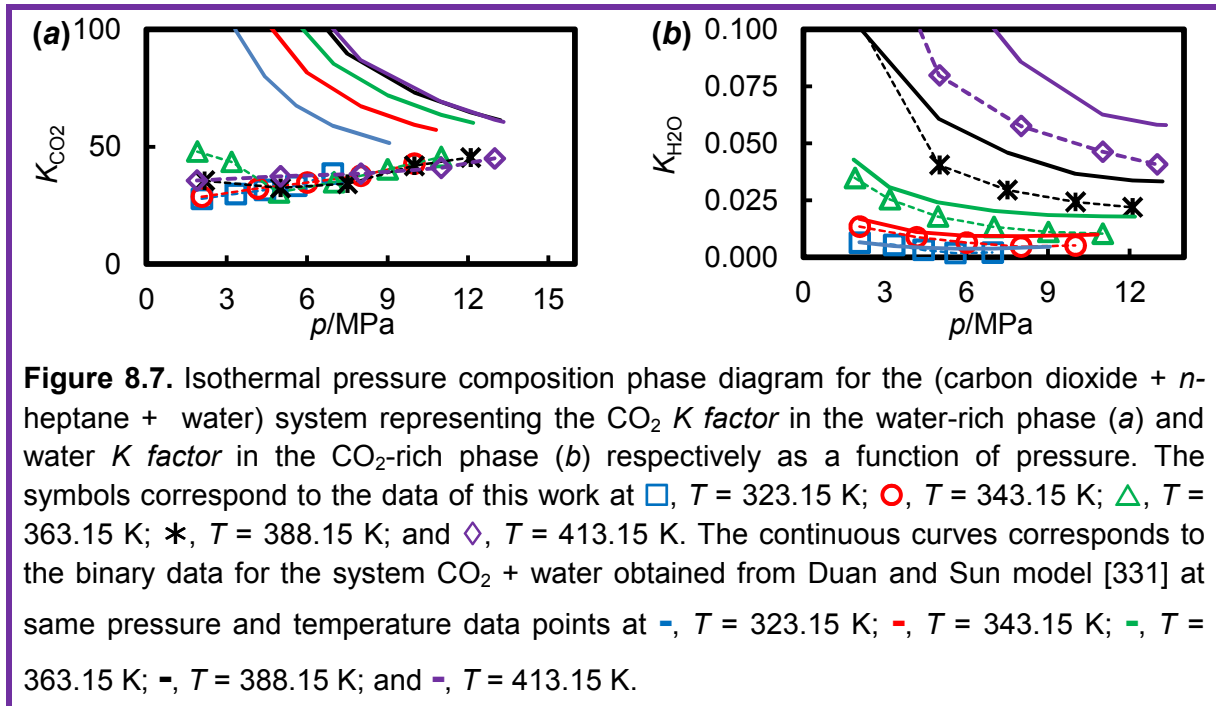 (a)
100
50
0
K_CO2
0 3 6 9 12 15
p/MPa
(b)
0.100
0.075
0.050
0.025
0.000
K_H2O
0 3 6 9 12
p/MPa
Figure 8.7. Isothermal pressure composition phase diagram for the (carbon dioxide + n-
heptane + water) system representing the CO2 K factor in the water-rich phase (a) and
water K factor in the CO2-rich phase (b) respectively as a function of pressure. The
symbols correspond to the data of this work at □, T = 323.15 K; ○, T = 343.15 K; △, T =
363.15 K; ✱, T = 388.15 K; and ◇, T = 413.15 K. The continuous curves corresponds to
the binary data for the system CO2 + water obtained from Duan and Sun model [331] at
same pressure and temperature data points at -, T = 323.15 K; -, T = 343.15 K; -, T =
363.15 K; -, T = 388.15 K; and -, T = 413.15 K.